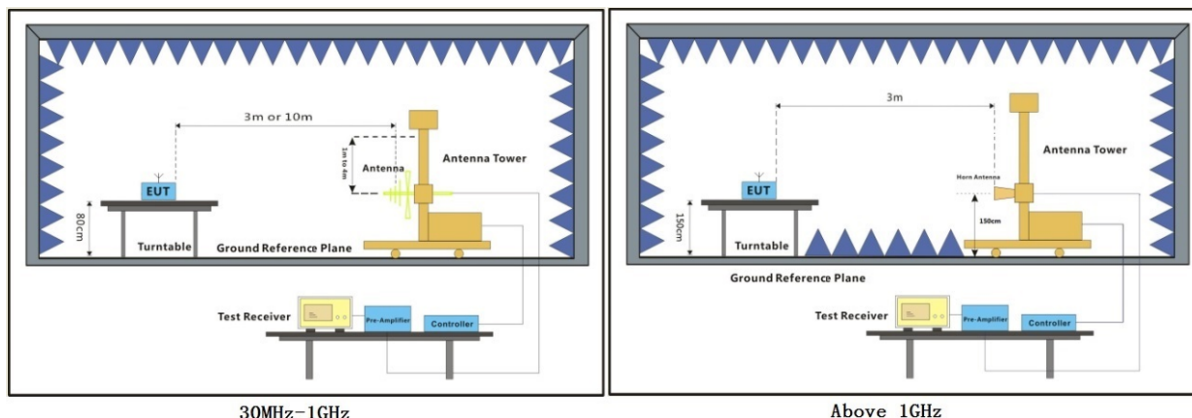 3m or 10m
1m to 4m
Antenna
Antenna Tower
EUT
80cm
Turntable
Ground Reference Plane
Test Receiver
Pre-Amplifier
Controller
30MHz-1GHz
3m
Antenna Tower
Horn Antenna
EUT
150cm
150cm
Turntable
Ground Reference Plane
Test Receiver
Pre-Amplifier
Controller
Above 1GHz